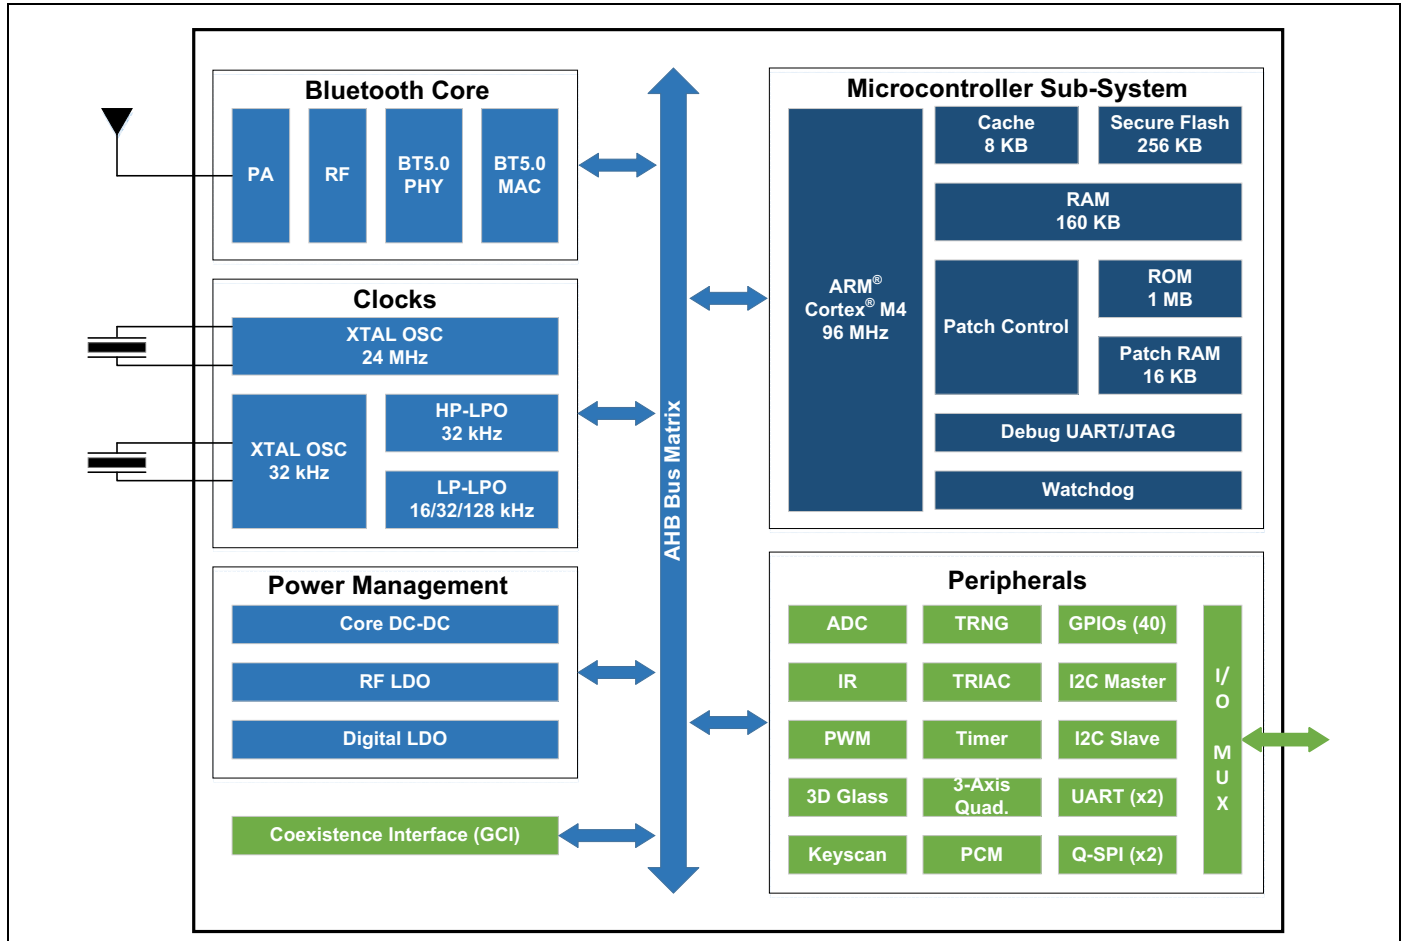 Bluetooth Core
PA
RF
BT5.0
PHY
BT5.0
MAC
Clocks
XTAL OSC
24 MHz
XTAL OSC
32 kHz
HP-LPO
32 kHz
LP-LPO
16/32/128 kHz
Power Management
Core DC-DC
RF LDO
Digital LDO
Coexistence Interface (GCI)
AHB Bus Matrix
Microcontroller Sub-System
ARM®
Cortex® M4
96 MHz
Cache
8 KB
Secure Flash
256 KB
RAM
160 KB
Patch Control
ROM
1 MB
Patch RAM
16 KB
Debug UART/JTAG
Watchdog
Peripherals
ADC
TRNG
GPIOs (40)
IR
TRIAC
I2C Master
PWM
Timer
I2C Slave
3D Glass
3-Axis
Quad.
UART (x2)
Keyscan
PCM
Q-SPI (x2)
I/
O
M
U
X